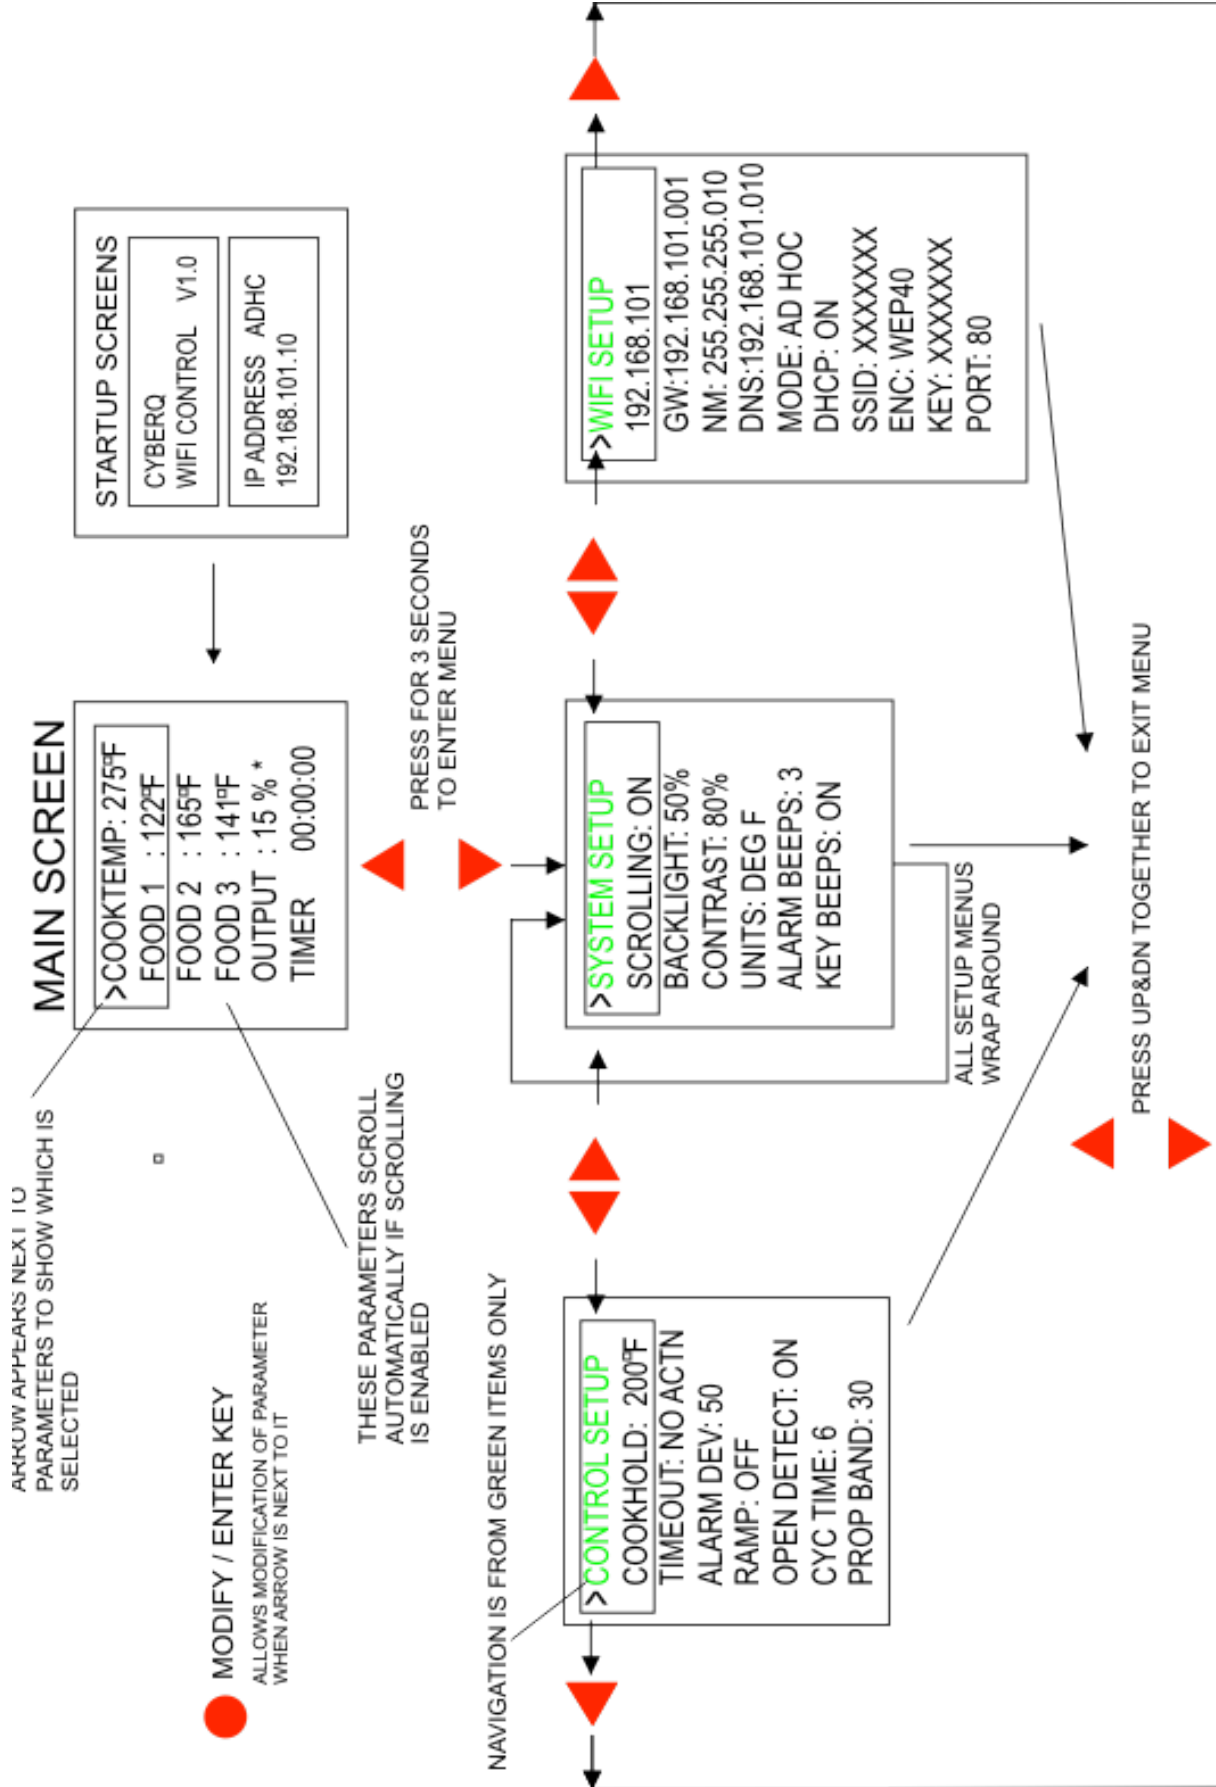 MAIN SCREEN
>COOKTEMP: 275ºF
FOOD 1 : 122ºF
FOOD 2 : 165ºF
FOOD 3 : 141ºF
OUTPUT : 15 % *
TIMER 00:00:00
STARTUP SCREENS
CYBERQ
WIFI CONTROL V1.0
IP ADDRESS ADHC
192.168.101.10
ARROW APPEARS NEXT TO
PARAMETERS TO SHOW WHICH IS
SELECTED
MODIFY / ENTER KEY
ALLOWS MODIFICATION OF PARAMETER
WHEN ARROW IS NEXT TO IT
THESE PARAMETERS SCROLL
AUTOMATICALLY IF SCROLLING
IS ENABLED
PRESS FOR 3 SECONDS
TO ENTER MENU
NAVIGATION IS FROM GREEN ITEMS ONLY
>CONTROL SETUP
COOKHOLD: 200ºF
TIMEOUT: NO ACTN
ALARM DEV: 50
RAMP: OFF
OPEN DETECT: ON
CYC TIME: 6
PROP BAND: 30
>SYSTEM SETUP
SCROLLING: ON
BACKLIGHT: 50%
CONTRAST: 80%
UNITS: DEG F
ALARM BEEPS: 3
KEY BEEPS: ON
>WIFI SETUP
192.168.101
GW:192.168.101.001
NM: 255.255.255.010
DNS:192.168.101.010
MODE: AD HOC
DHCP: ON
SSID: XXXXXXX
ENC: WEP40
KEY: XXXXXXX
PORT: 80
ALL SETUP MENUS
WRAP AROUND
PRESS UP&DN TOGETHER TO EXIT MENU